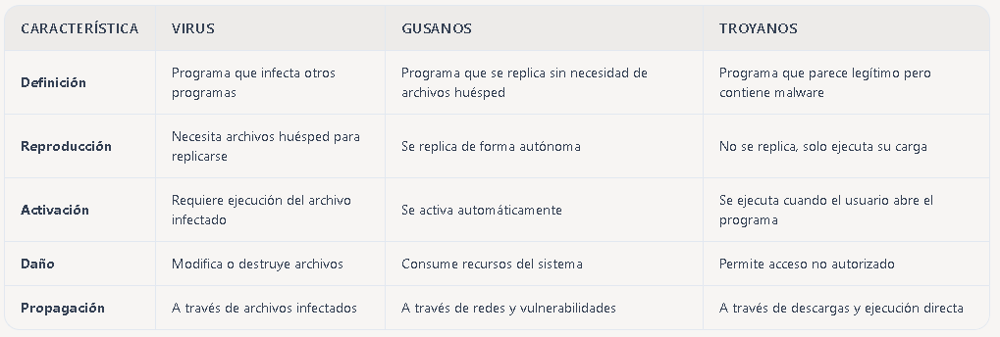 CARACTERÍSTICA VIRUS GUSANOS TROYANOS
Definición
Programa que infecta otros
programas
Programa que se replica sin necesidad de
archivos huésped
Programa que parece legítimo pero
contiene malware
Reproducción
Necesita archivos huésped para
replicarse
Se replica de forma autónoma
No se replica, solo ejecuta su carga
Activación
Requiere ejecución del archivo
infectado
Se activa automáticamente
Se ejecuta cuando el usuario abre el
programa
Daño
Modifica o destruye archivos
Consume recursos del sistema
Permite acceso no autorizado
Propagación
A través de archivos infectados
A través de redes y vulnerabilidades
A través de descargas y ejecución directa